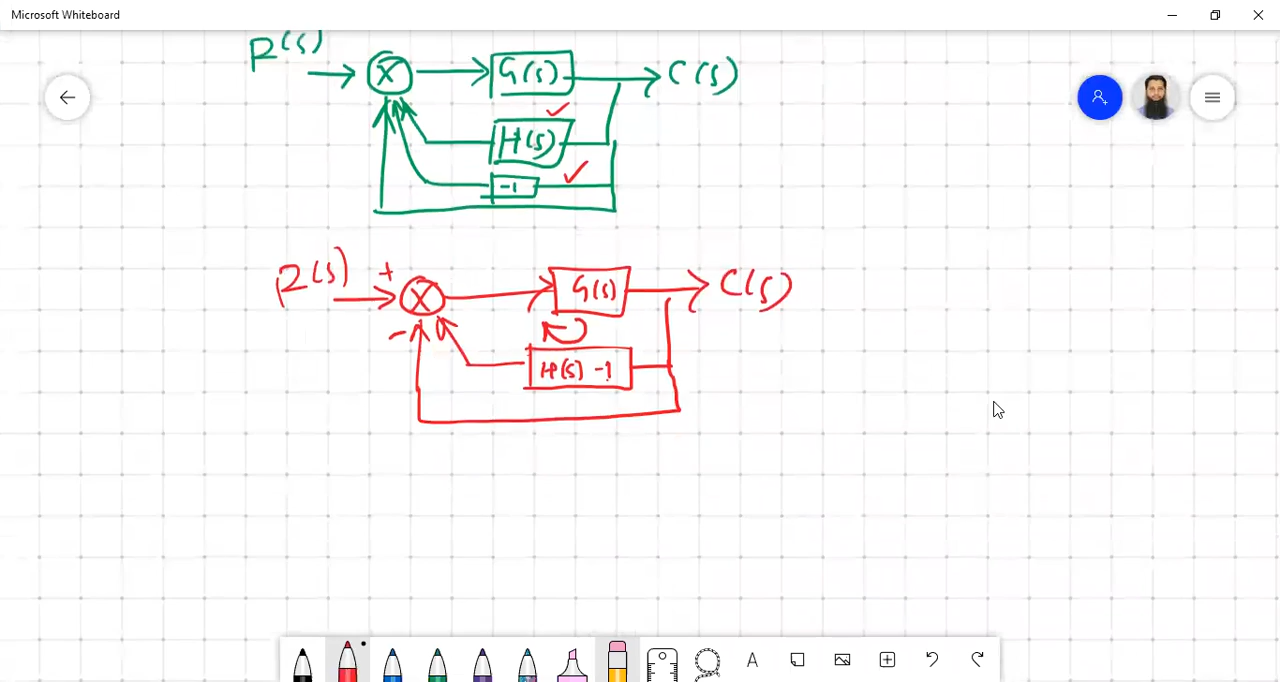 Microsoft Whiteboard
R(s)
X
G(s)
C(s)
H(s)
-1
R(s)
+
X
G(s)
C(s)
-
H(s) -1
A